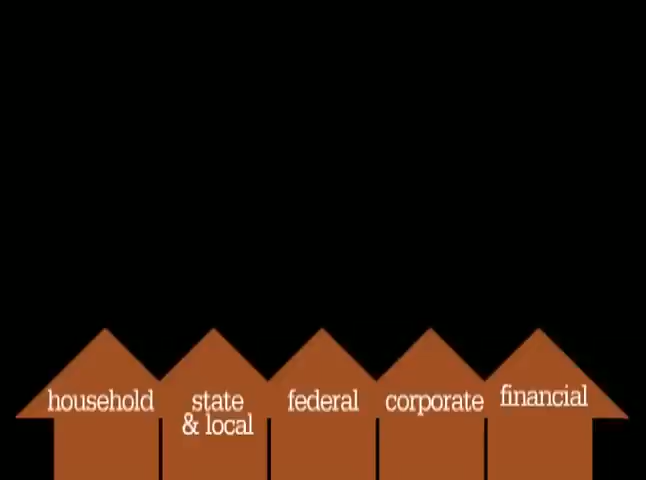 household
state
& local
federal
corporate
financial